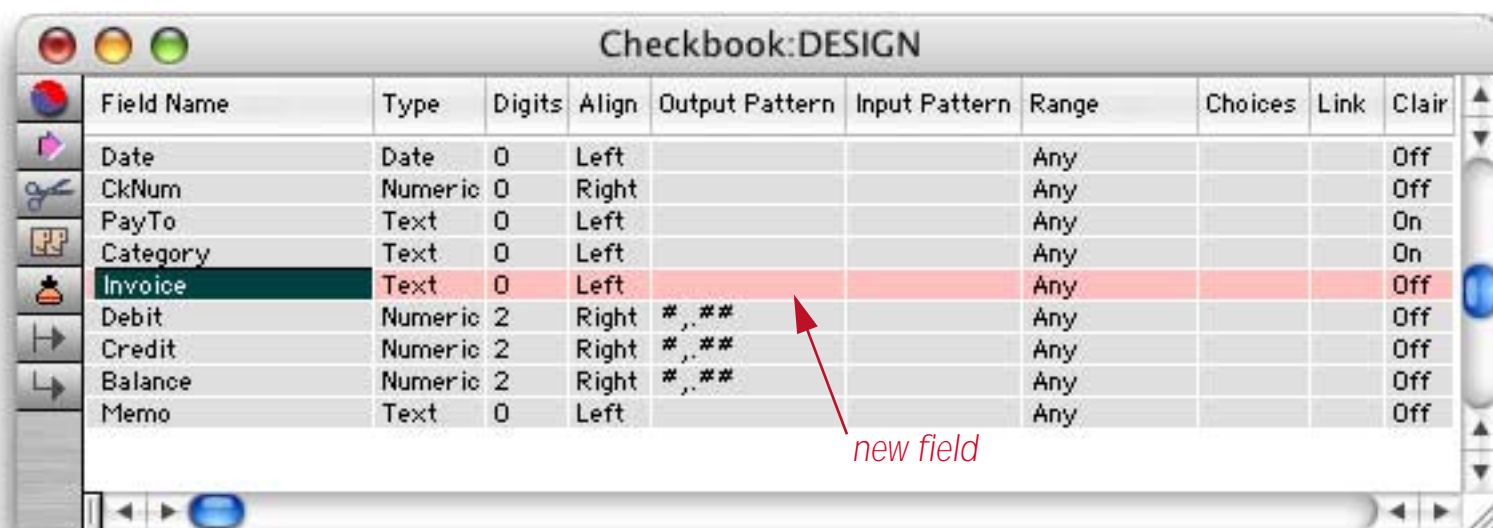 Checkbook:DESIGN
Field Name Type Digits Align Output Pattern Input Pattern Range Choices Link Clair
Date Date 0 Left Any Off
CkNum Numeric 0 Right Any Off
PayTo Text 0 Left Any On
Category Text 0 Left Any On
Invoice Text 0 Left Any Off
Debit Numeric 2 Right #,.## Any Off
Credit Numeric 2 Right #,.## Any Off
Balance Numeric 2 Right #,.## Any Off
Memo Text 0 Left Any Off
new field